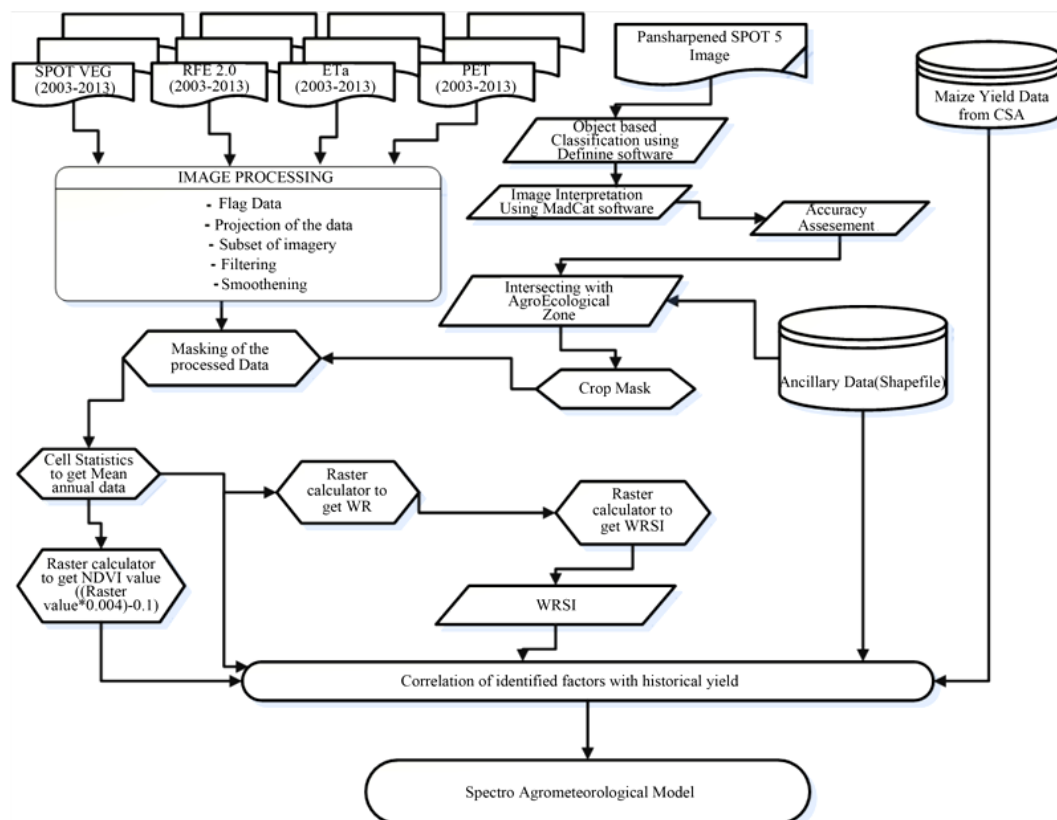 SPOT VEG
(2003-2013)
RFE 2.0
(2003-2013)
ETa
(2003-2013)
PET
(2003-2013)
Pansharpened SPOT 5
Image
Maize Yield Data
from CSA
Object based
Classification using
Definine software
IMAGE PROCESSING
- Flag Data
- Projection of the data
- Subset of imagery
- Filtering
- Smoothening
Image Interpretation
Using MadCat software
Accuracy
Assesement
Intersecting with
AgroEcological
Zone
Masking of the
processed Data
Crop Mask
Ancillary Data(Shapefile)
Cell Statistics
to get Mean
annual data
Raster
calculator to
get WR
Raster
calculator to
get WRSI
Raster calculator
to get NDVI value
((Raster
value*0.004)-0.1)
WRSI
Correlation of identified factors with historical yield
Spectro Agrometeorological Model